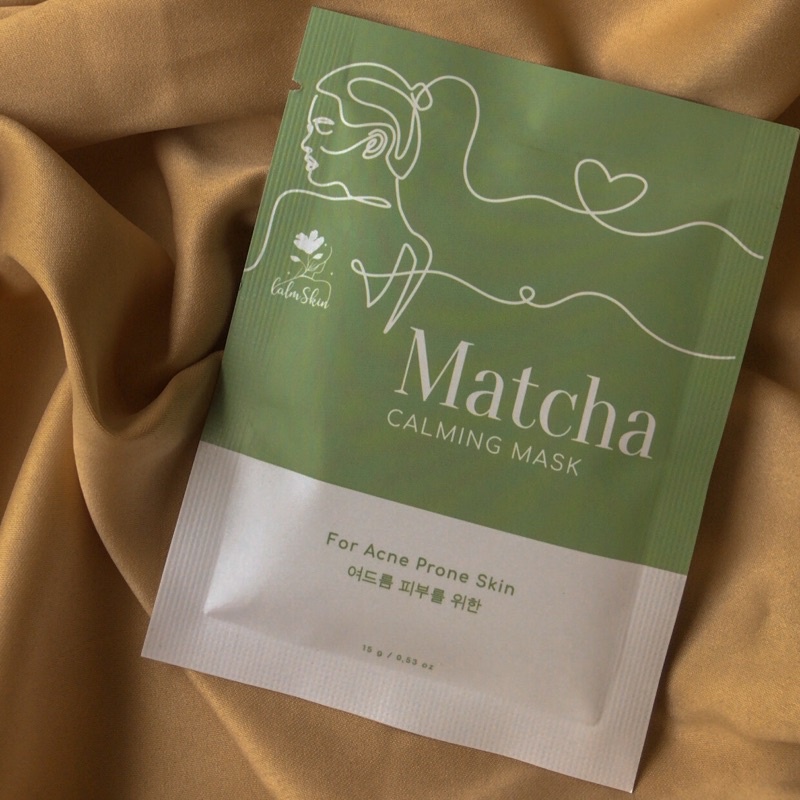 CalmSkin
Matcha
CALMING MASK
For Acne Prone Skin
여드름 피부를 위한
15 g / 0,53 oz